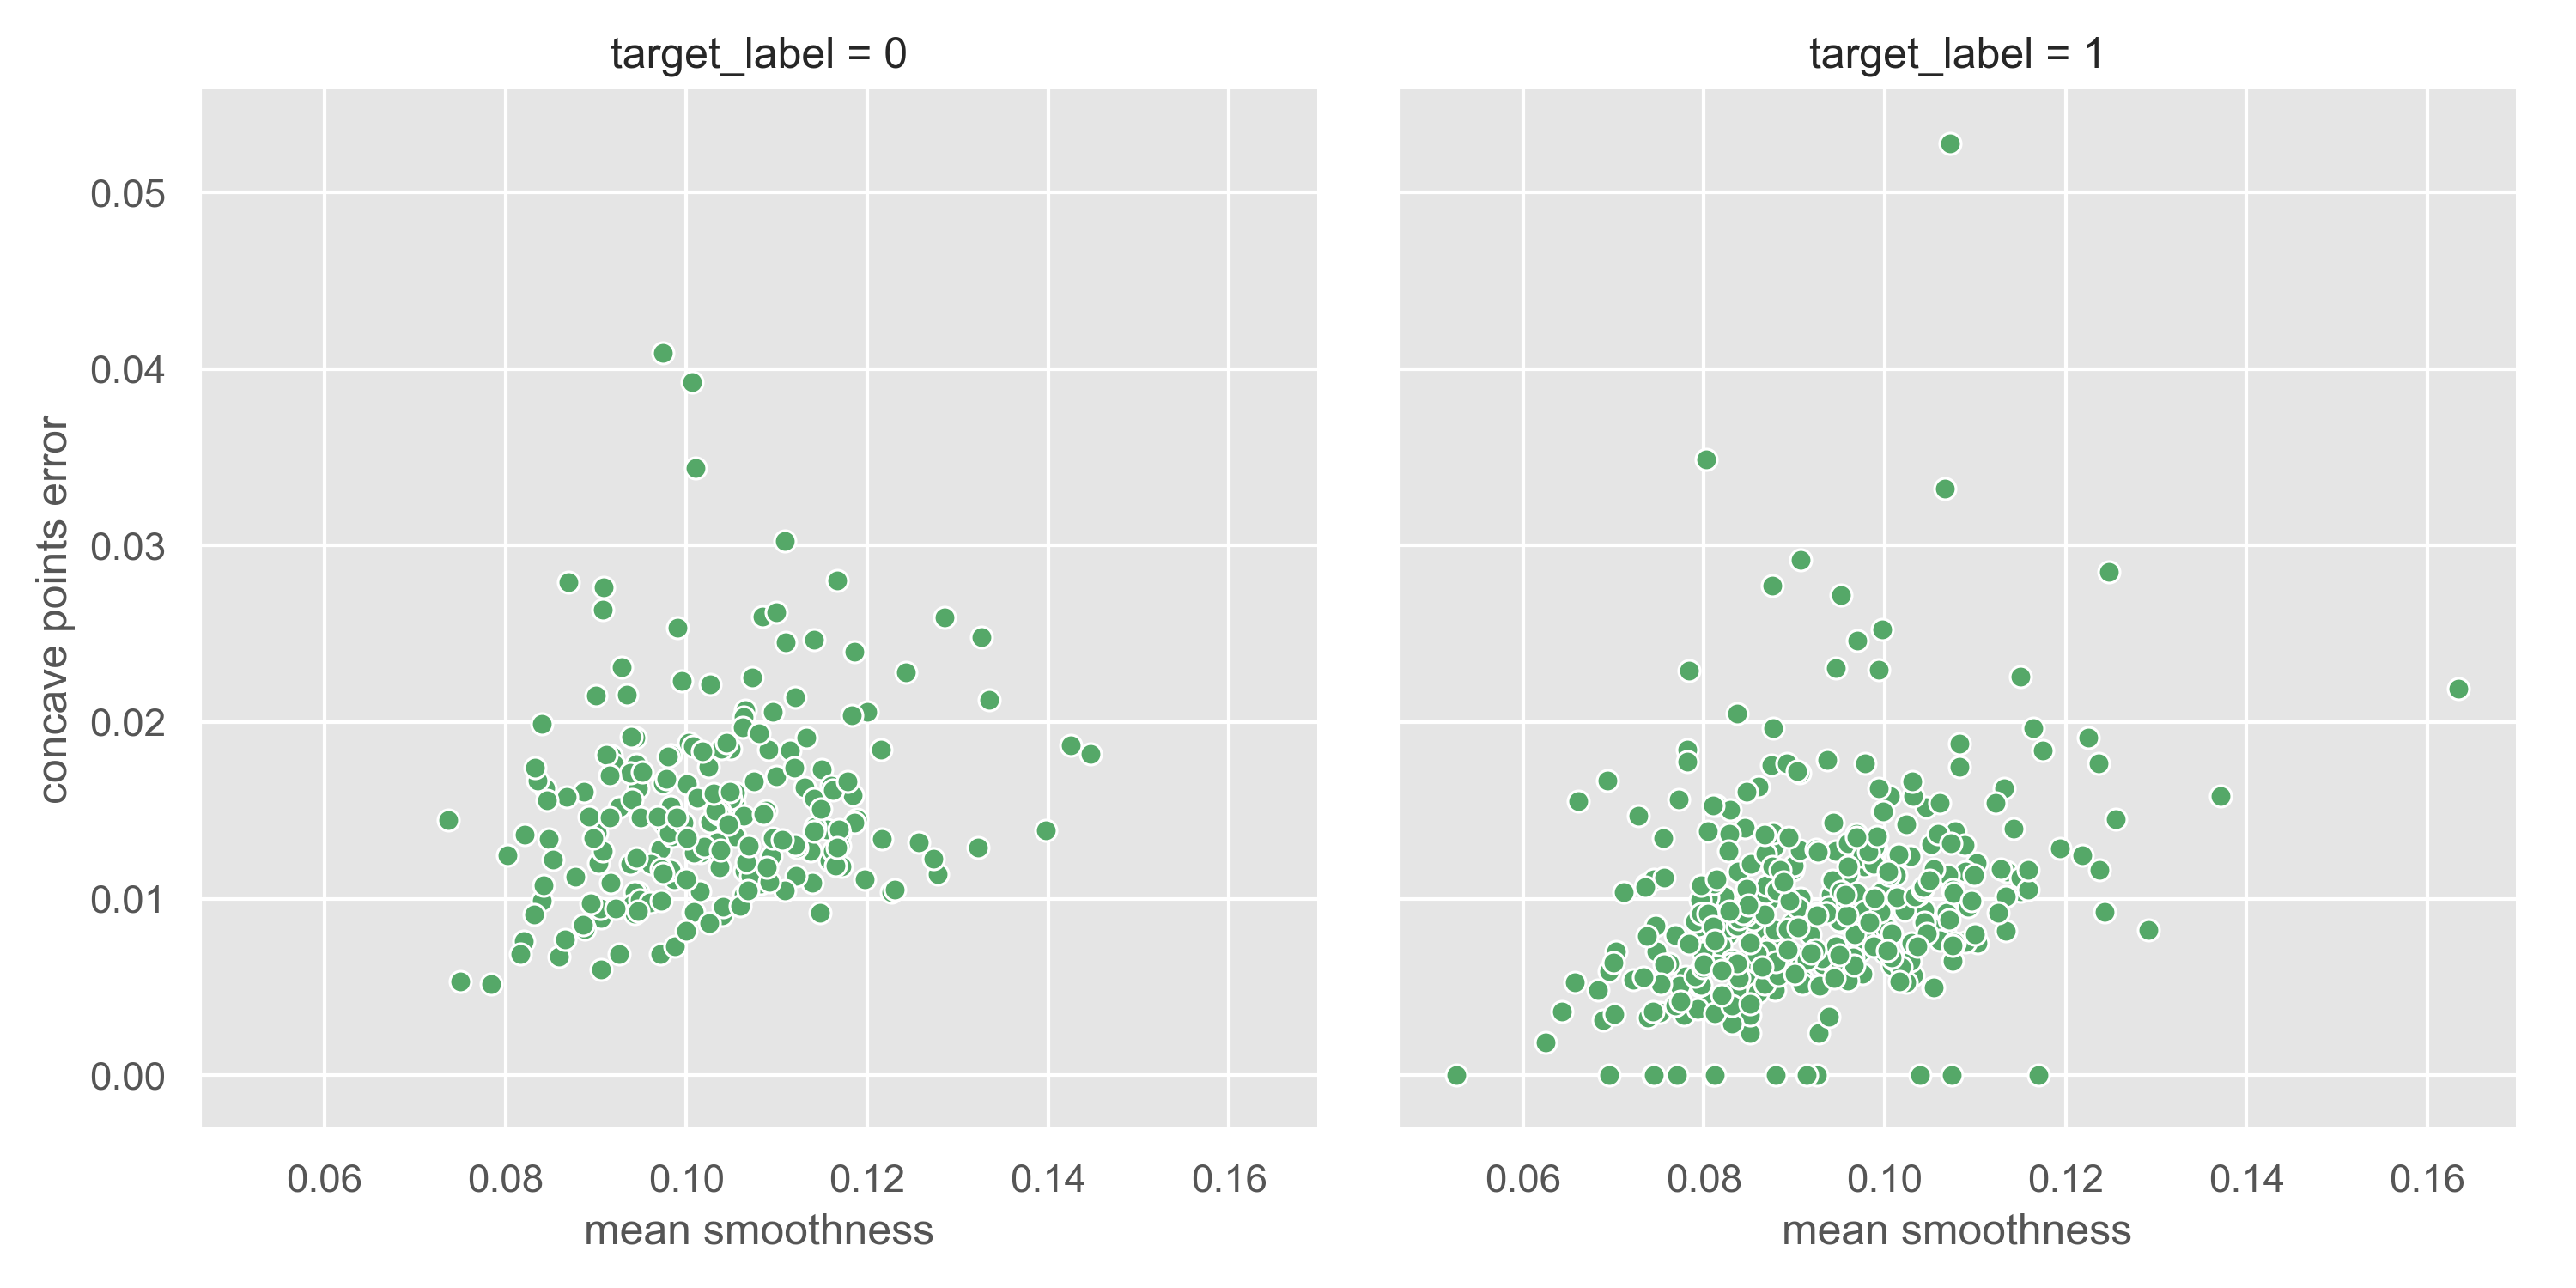 target_label = 0
target_label = 1
concave points error
0.05
0.04
0.03
0.02
0.01
0.00
0.06 0.08 0.10 0.12 0.14 0.16
0.06 0.08 0.10 0.12 0.14 0.16
mean smoothness
mean smoothness